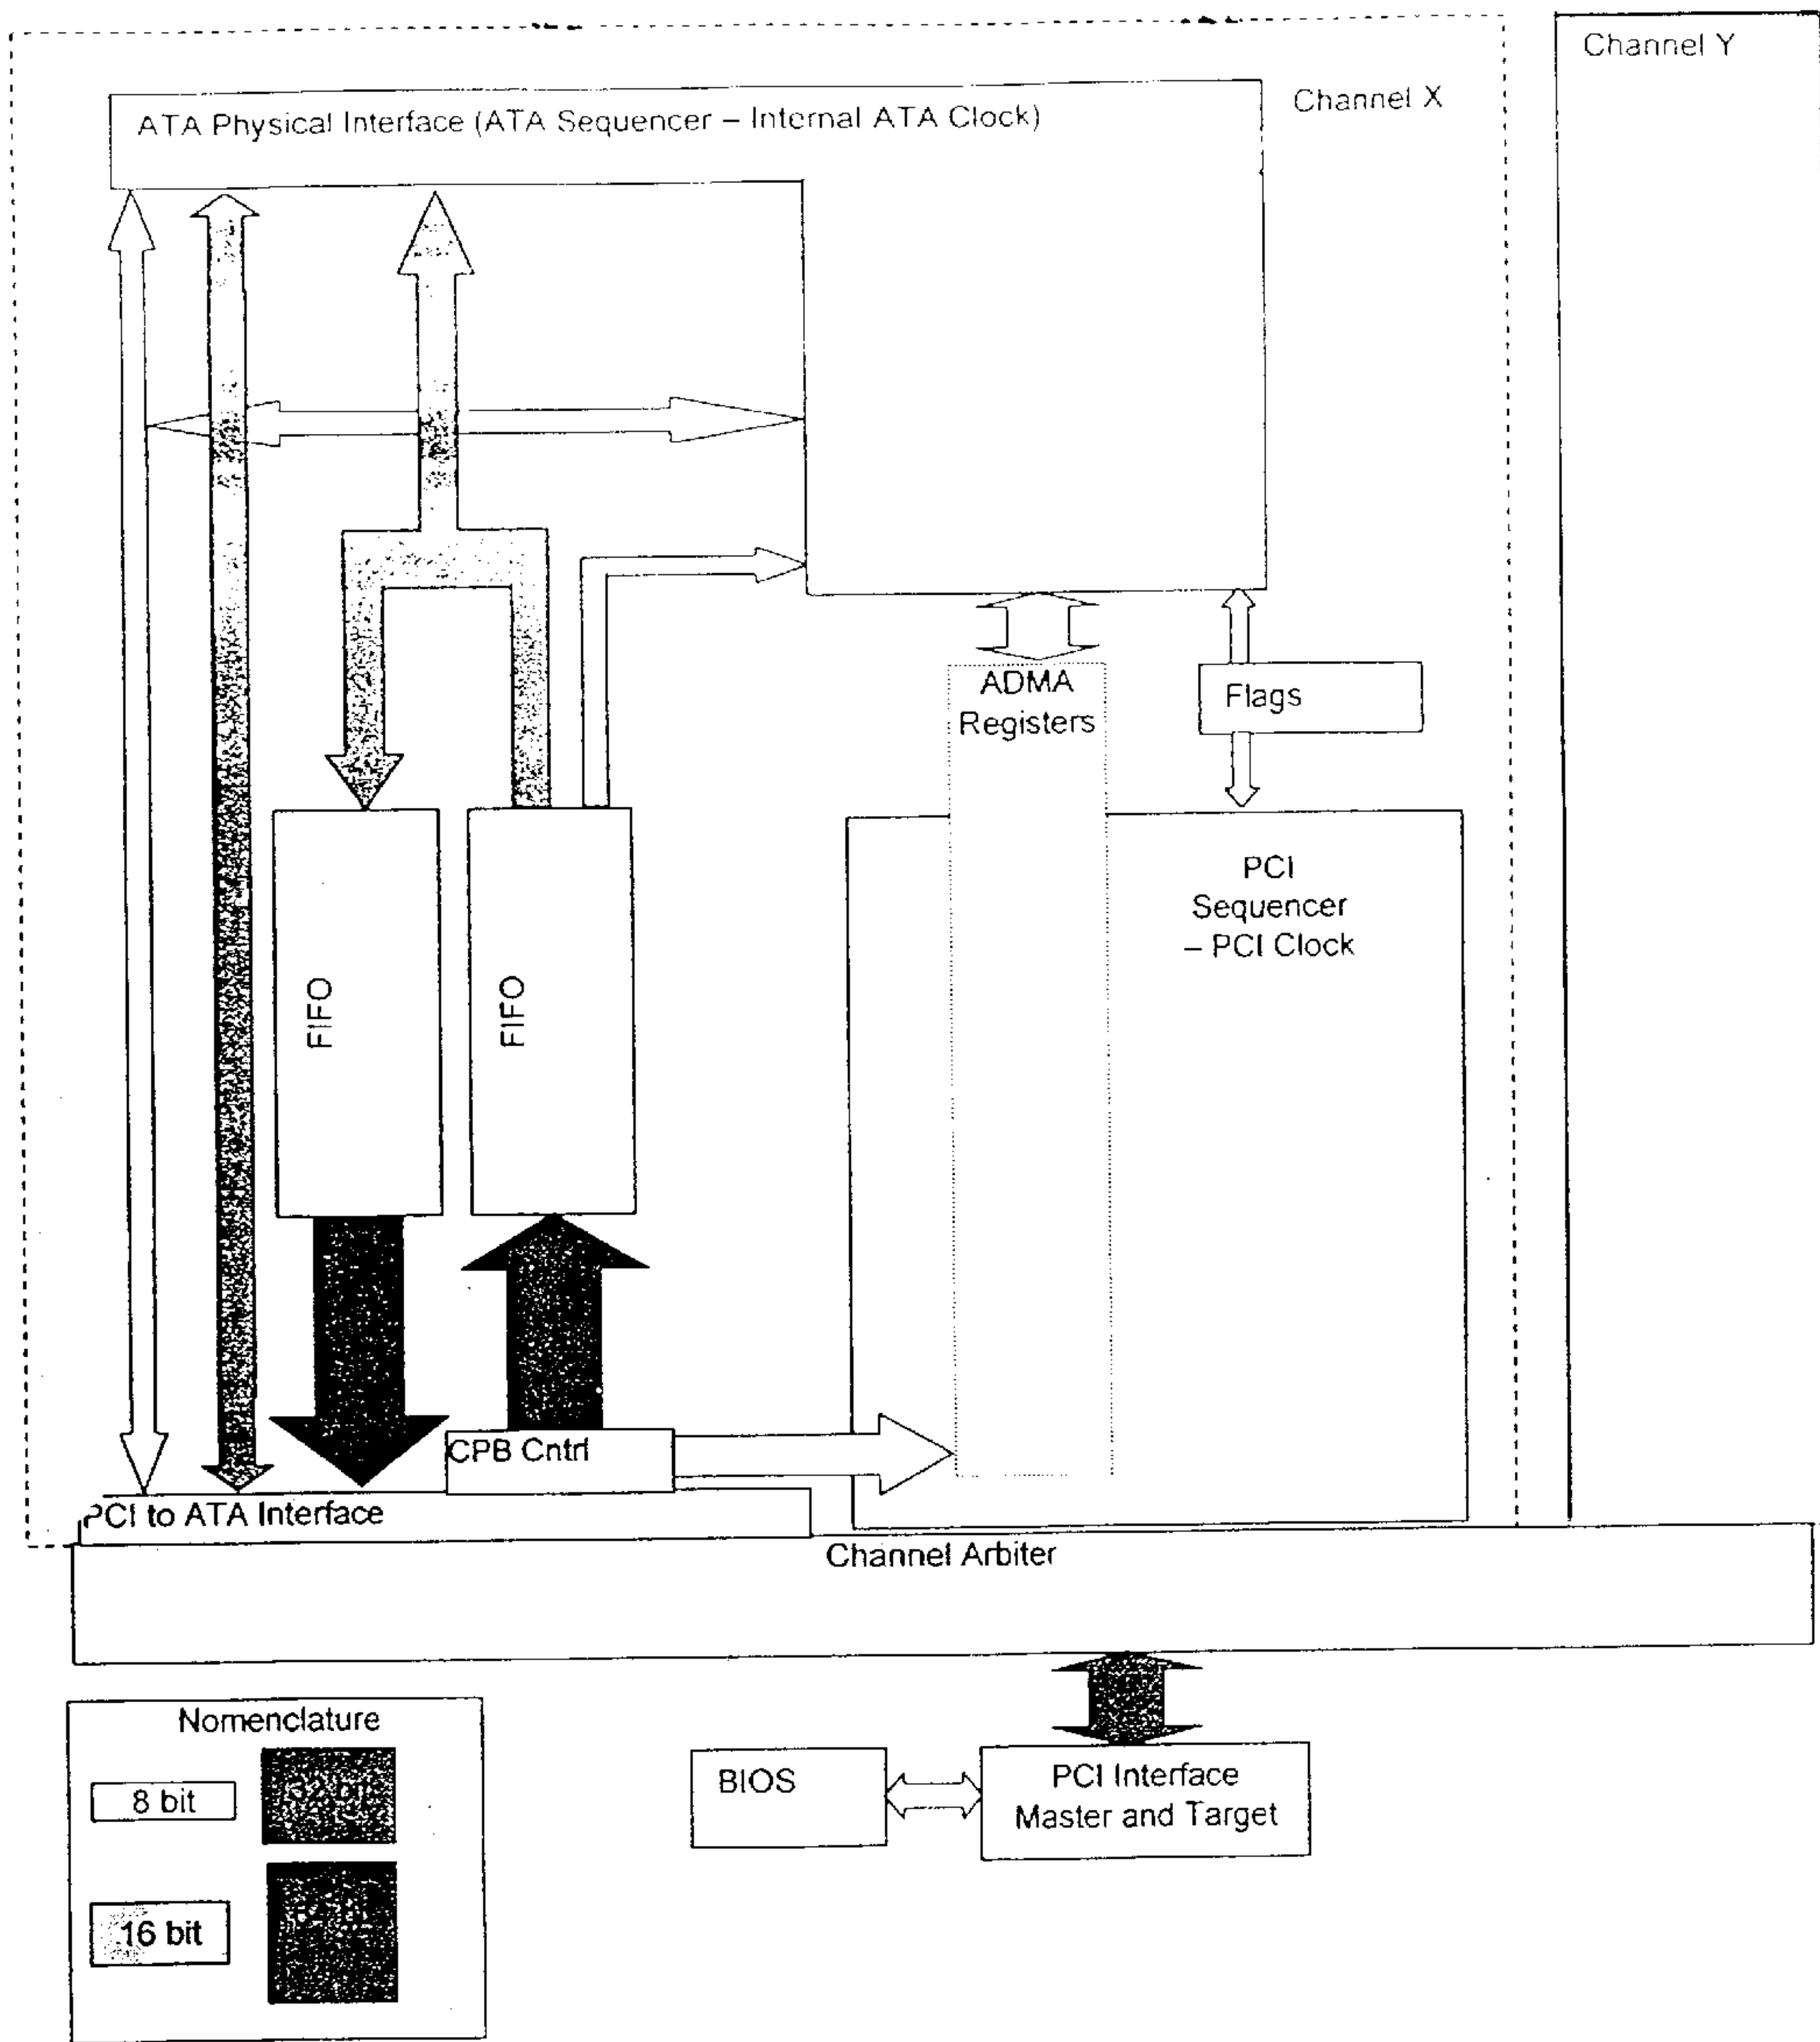 Channel Y
Channel X
ATA Physical Interface (ATA Sequencer – Internal ATA Clock)
ADMA
Registers
Flags
PCI
Sequencer
– PCI Clock
FIFO
FIFO
CPB Cntrl
PCI to ATA Interface
Channel Arbiter
Nomenclature
8 bit
32 bit
16 bit
BIOS
PCI Interface
Master and Target